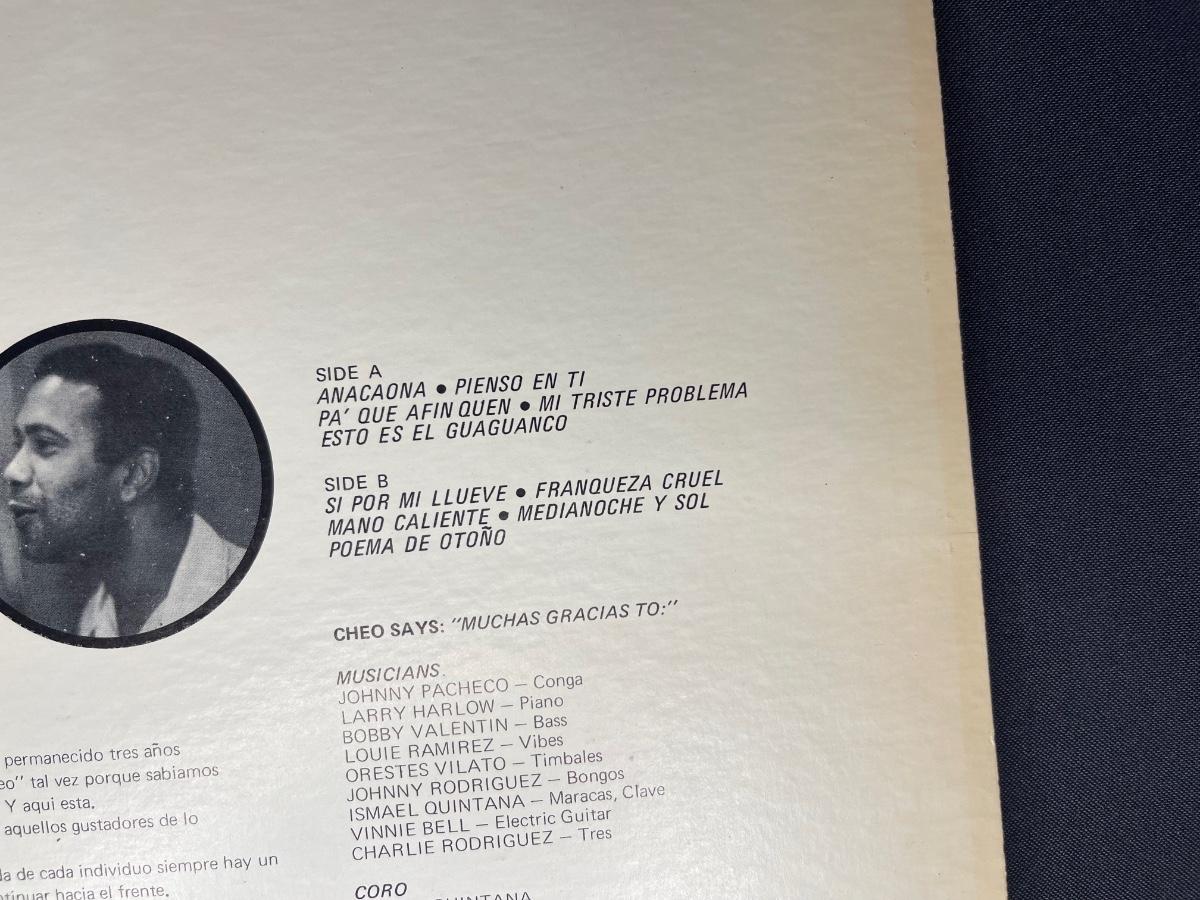 SIDE A
ANACAONA • PIENSO EN TI
PA' QUE AFINQUEN • MI TRISTE PROBLEMA
ESTO ES EL GUAGUANCO
SIDE B
SI POR MI LLUEVE • FRANQUEZA CRUEL
MANO CALIENTE • MEDIANOCHE Y SOL
POEMA DE OTOÑO
CHEO SAYS: "MUCHAS GRACIAS TO:"
MUSICIANS
JOHNNY PACHECO — Conga
LARRY HARLOW — Piano
BOBBY VALENTIN — Bass
LOUIE RAMIREZ — Vibes
ORESTES VILATO — Timbales
JOHNNY RODRIGUEZ — Bongos
ISMAEL QUINTANA — Maracas, Clave
VINNIE BELL — Electric Guitar
CHARLIE RODRIGUEZ — Tres
CORO
permanecido tres años
eo" tal vez porque sabiamos
Y aqui esta.
aquellos gustadores de lo
de cada individuo siempre hay un
hacia el frente.